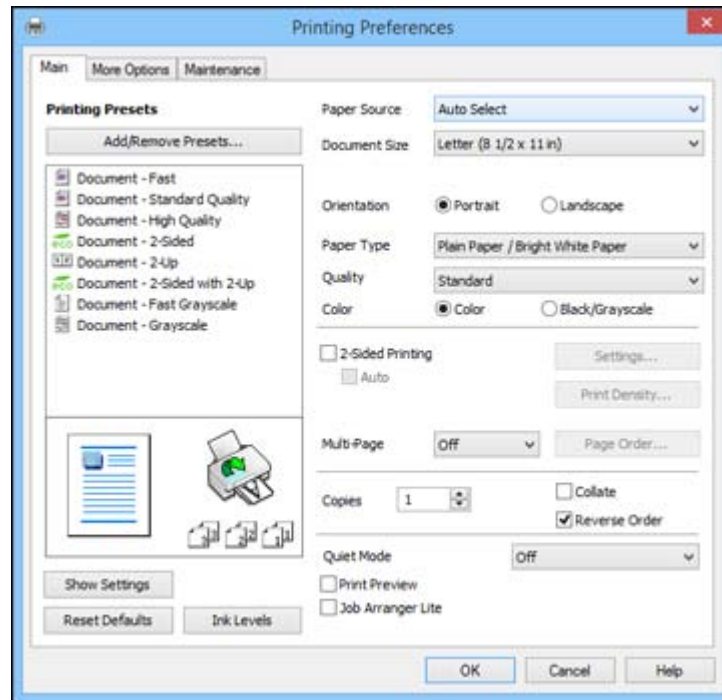 Printing Preferences
Main
More Options
Maintenance
Printing Presets
Add/Remove Presets...
Document - Fast
Document - Standard Quality
Document - High Quality
Document - 2-Sided
Document - 2-Up
Document - 2-Sided with 2-Up
Document - Fast Grayscale
Document - Grayscale
Show Settings
Reset Defaults
Ink Levels
Paper Source
Auto Select
Document Size
Letter (8 1/2 x 11 in)
Orientation
Portrait
Landscape
Paper Type
Plain Paper / Bright White Paper
Quality
Standard
Color
Color
Black/Grayscale
2-Sided Printing
Settings...
Auto
Print Density...
Multi-Page
Off
Page Order...
Copies
1
Collate
Reverse Order
Quiet Mode
Off
Print Preview
Job Arranger Lite
OK
Cancel
Help